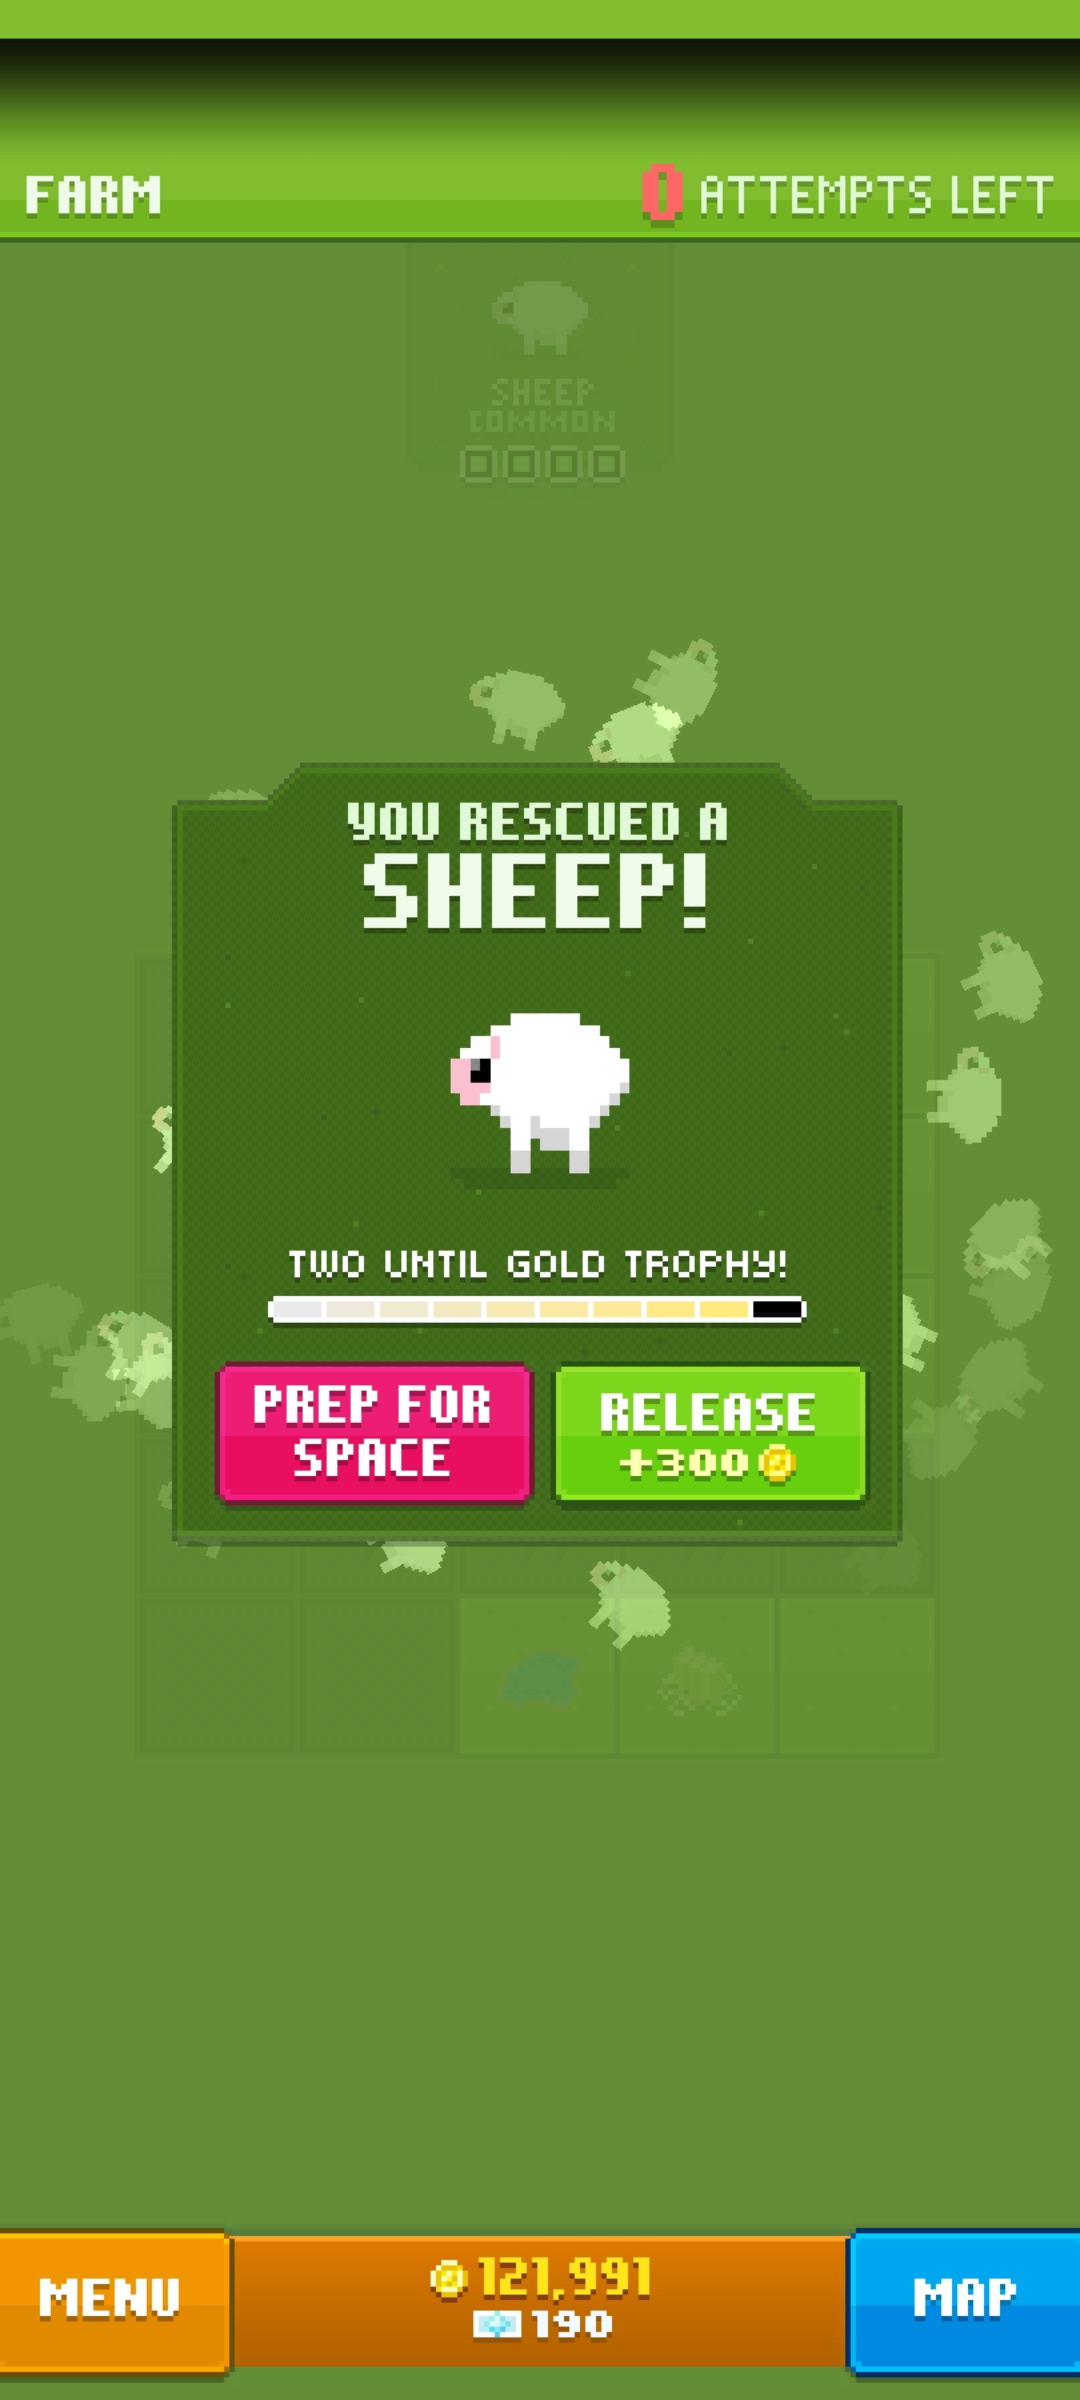 FARM
0 ATTEMPTS LEFT
SHEEP
COMMON
YOU RESCUED A
SHEEP!
TWO UNTIL GOLD TROPHY!
PREP FOR
SPACE
RELEASE
+300
MENU
121,991
190
MAP